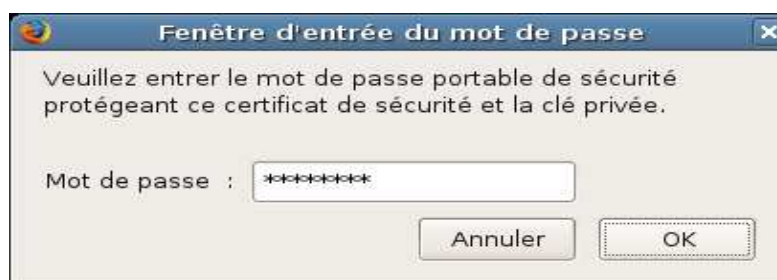 Fenêtre d'entrée du mot de passe
Veuillez entrer le mot de passe portable de sécurité
protégeant ce certificat de sécurité et la clé privée.
Mot de passe : *********
Annuler OK